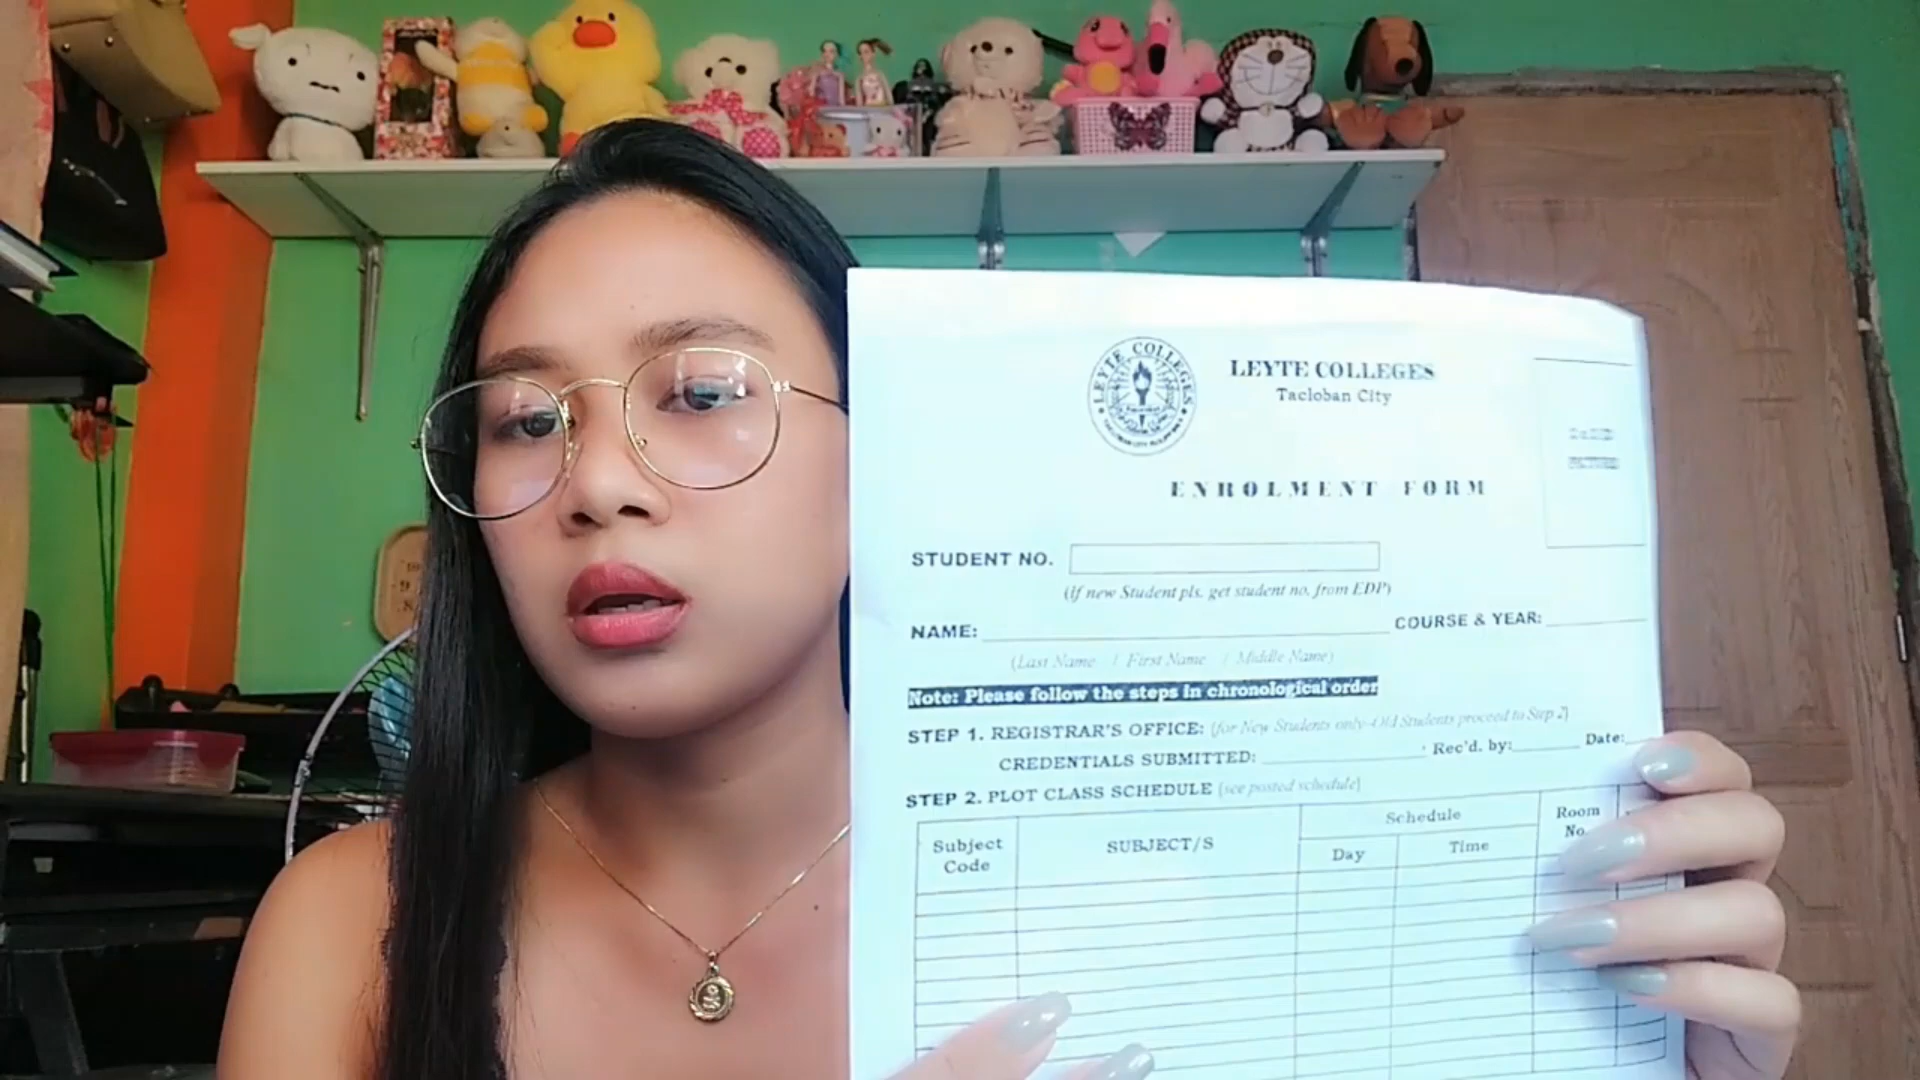 LEYTE COLLEGES
LEYTE COLLEGES
Tacloban City
ENROLMENT FORM
STUDENT NO.
(If new Student pls. get student no. from EDP)
NAME: COURSE & YEAR:
(Last Name / First Name / Middle Name)
Note: Please follow the steps in chronological order
STEP 1. REGISTRAR'S OFFICE: (for New Students only-Old Students proceed to Step 2)
CREDENTIALS SUBMITTED: Rec'd. by: Date:
STEP 2. PLOT CLASS SCHEDULE (see posted schedule)
Subject Code SUBJECT/S Schedule Room No.
Day Time